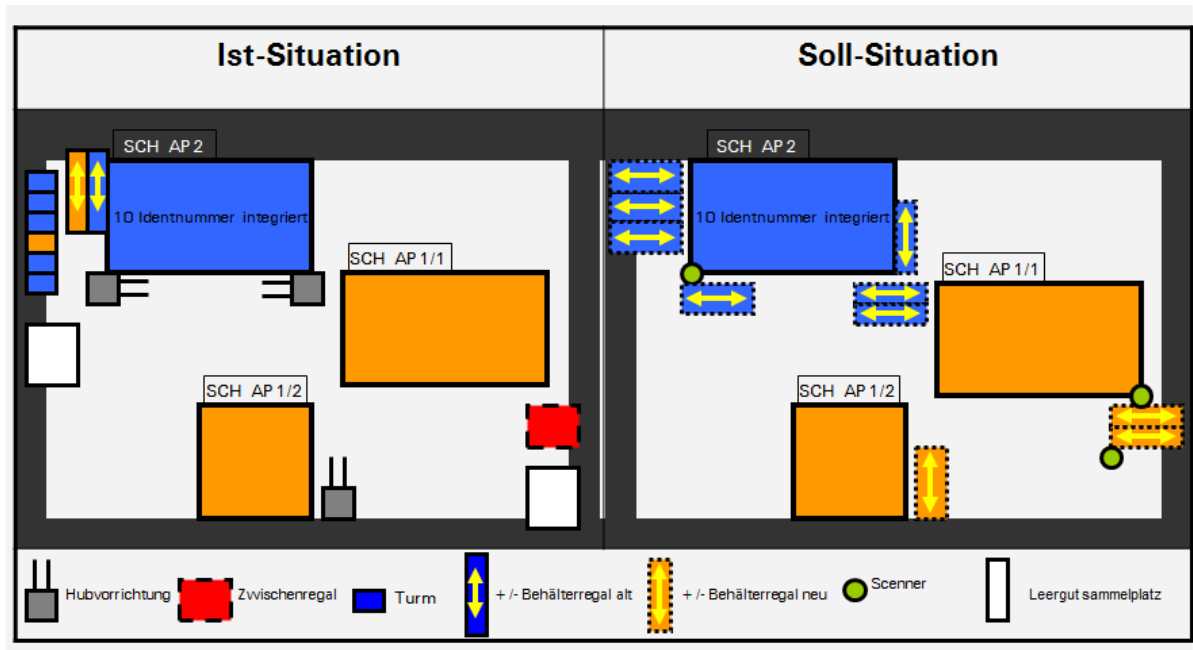 Ist-Situation
Soll-Situation
SCH AP 2
10 Identnummer integriert
SCH AP 1/1
SCH AP 1/2
SCH AP 2
10 Identnummer integriert
SCH AP 1/1
SCH AP 1/2
Hubvorrichtung
Zwischenregal
Turm
+ /- Behälterregal alt
+ /- Behälterregal neu
Scenner
Leergut sammelplatz